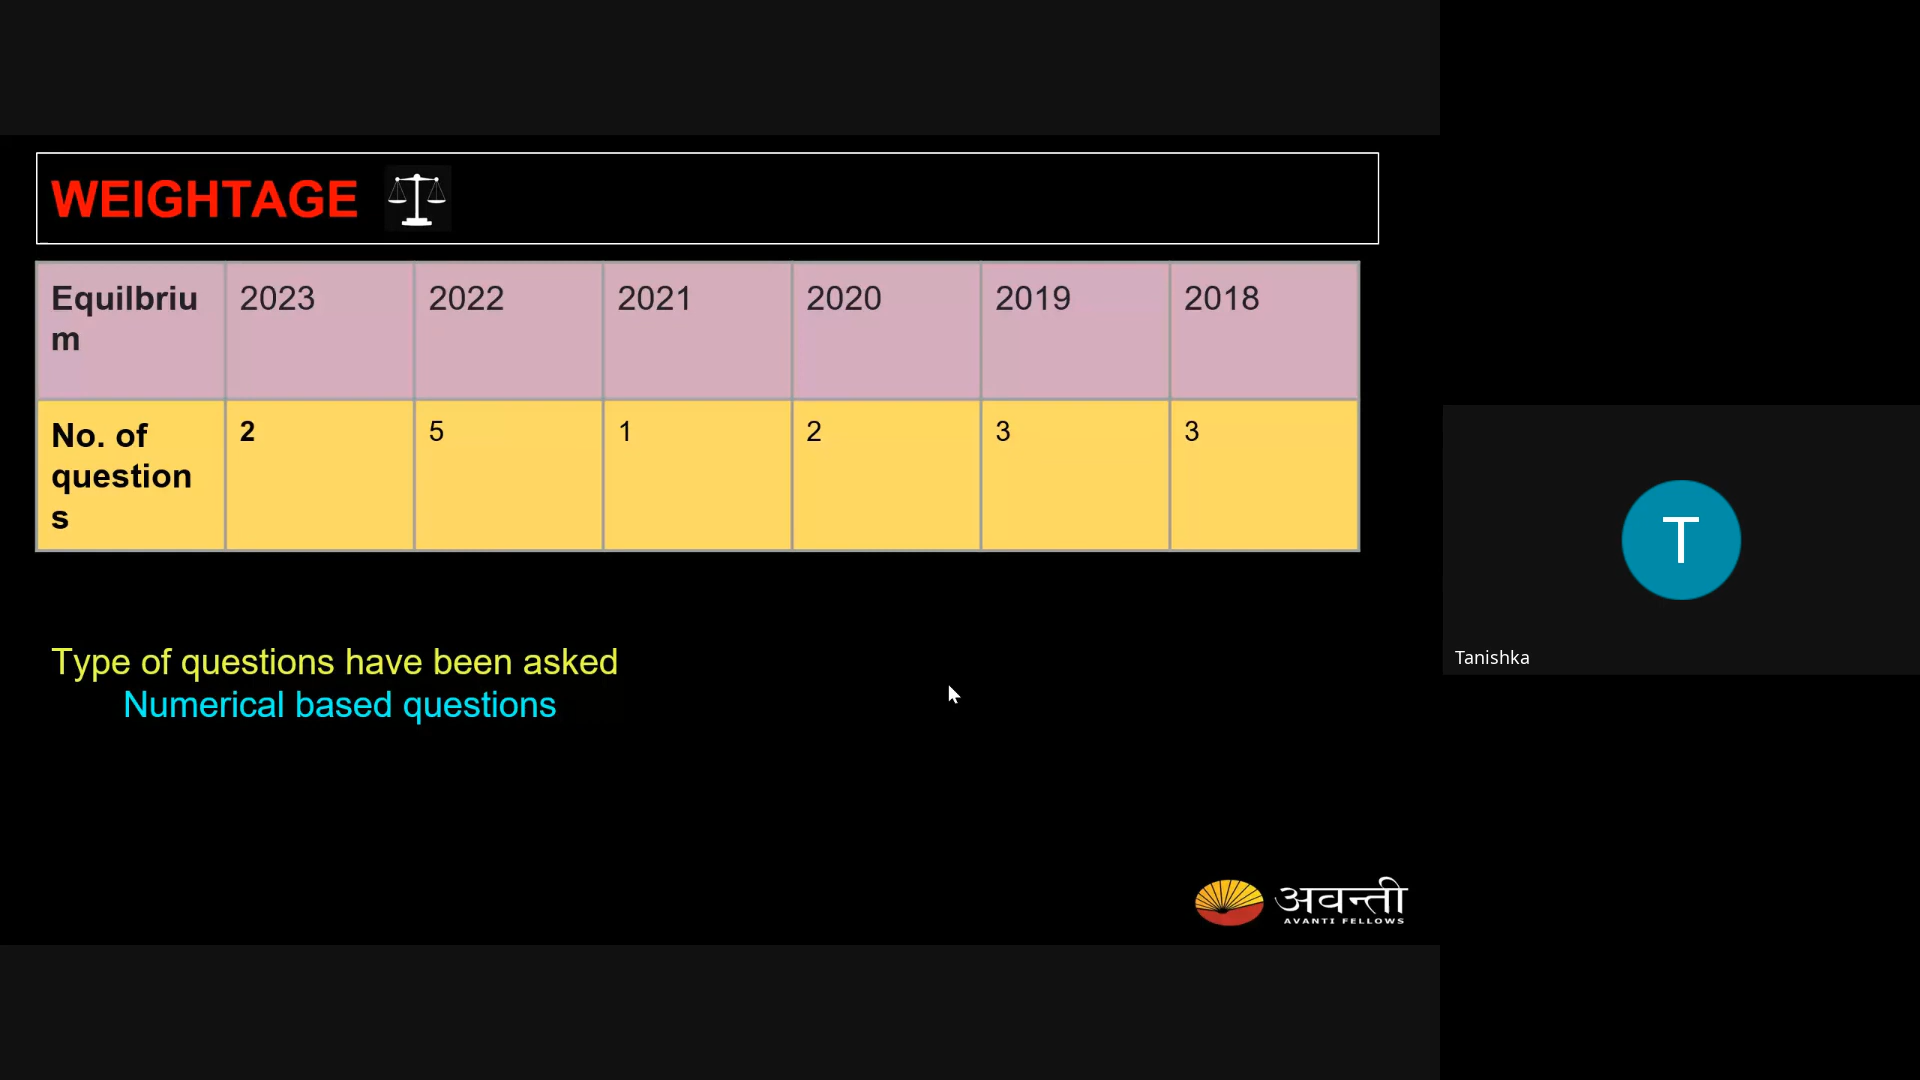 WEIGHTAGE
Equilbriu
m
2023
2022
2021
2020
2019
2018
No. of
question
s
2
5
1
2
3
3
Type of questions have been asked
Numerical based questions
T
Tanishka
अवन्ती
AVANTI FELLOWS